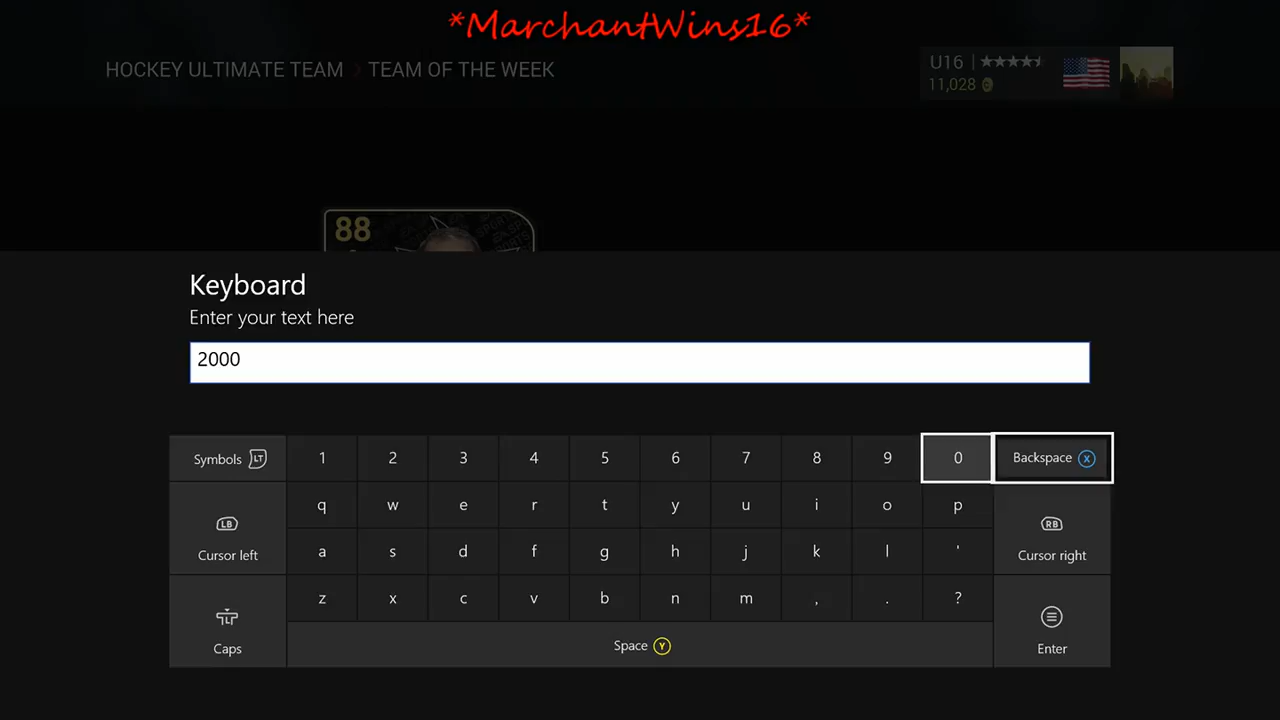 *MarchantWins16*
HOCKEY ULTIMATE TEAM > TEAM OF THE WEEK
U16 | ★★★★
11,028
88
Keyboard
Enter your text here
2000
Symbols LT 1 2 3 4 5 6 7 8 9 0 Backspace X
q w e r t y u i o p
LB Cursor left
a s d f g h j k l '
RB Cursor right
z x c v b n m , . ?
Caps
Space Y
Enter